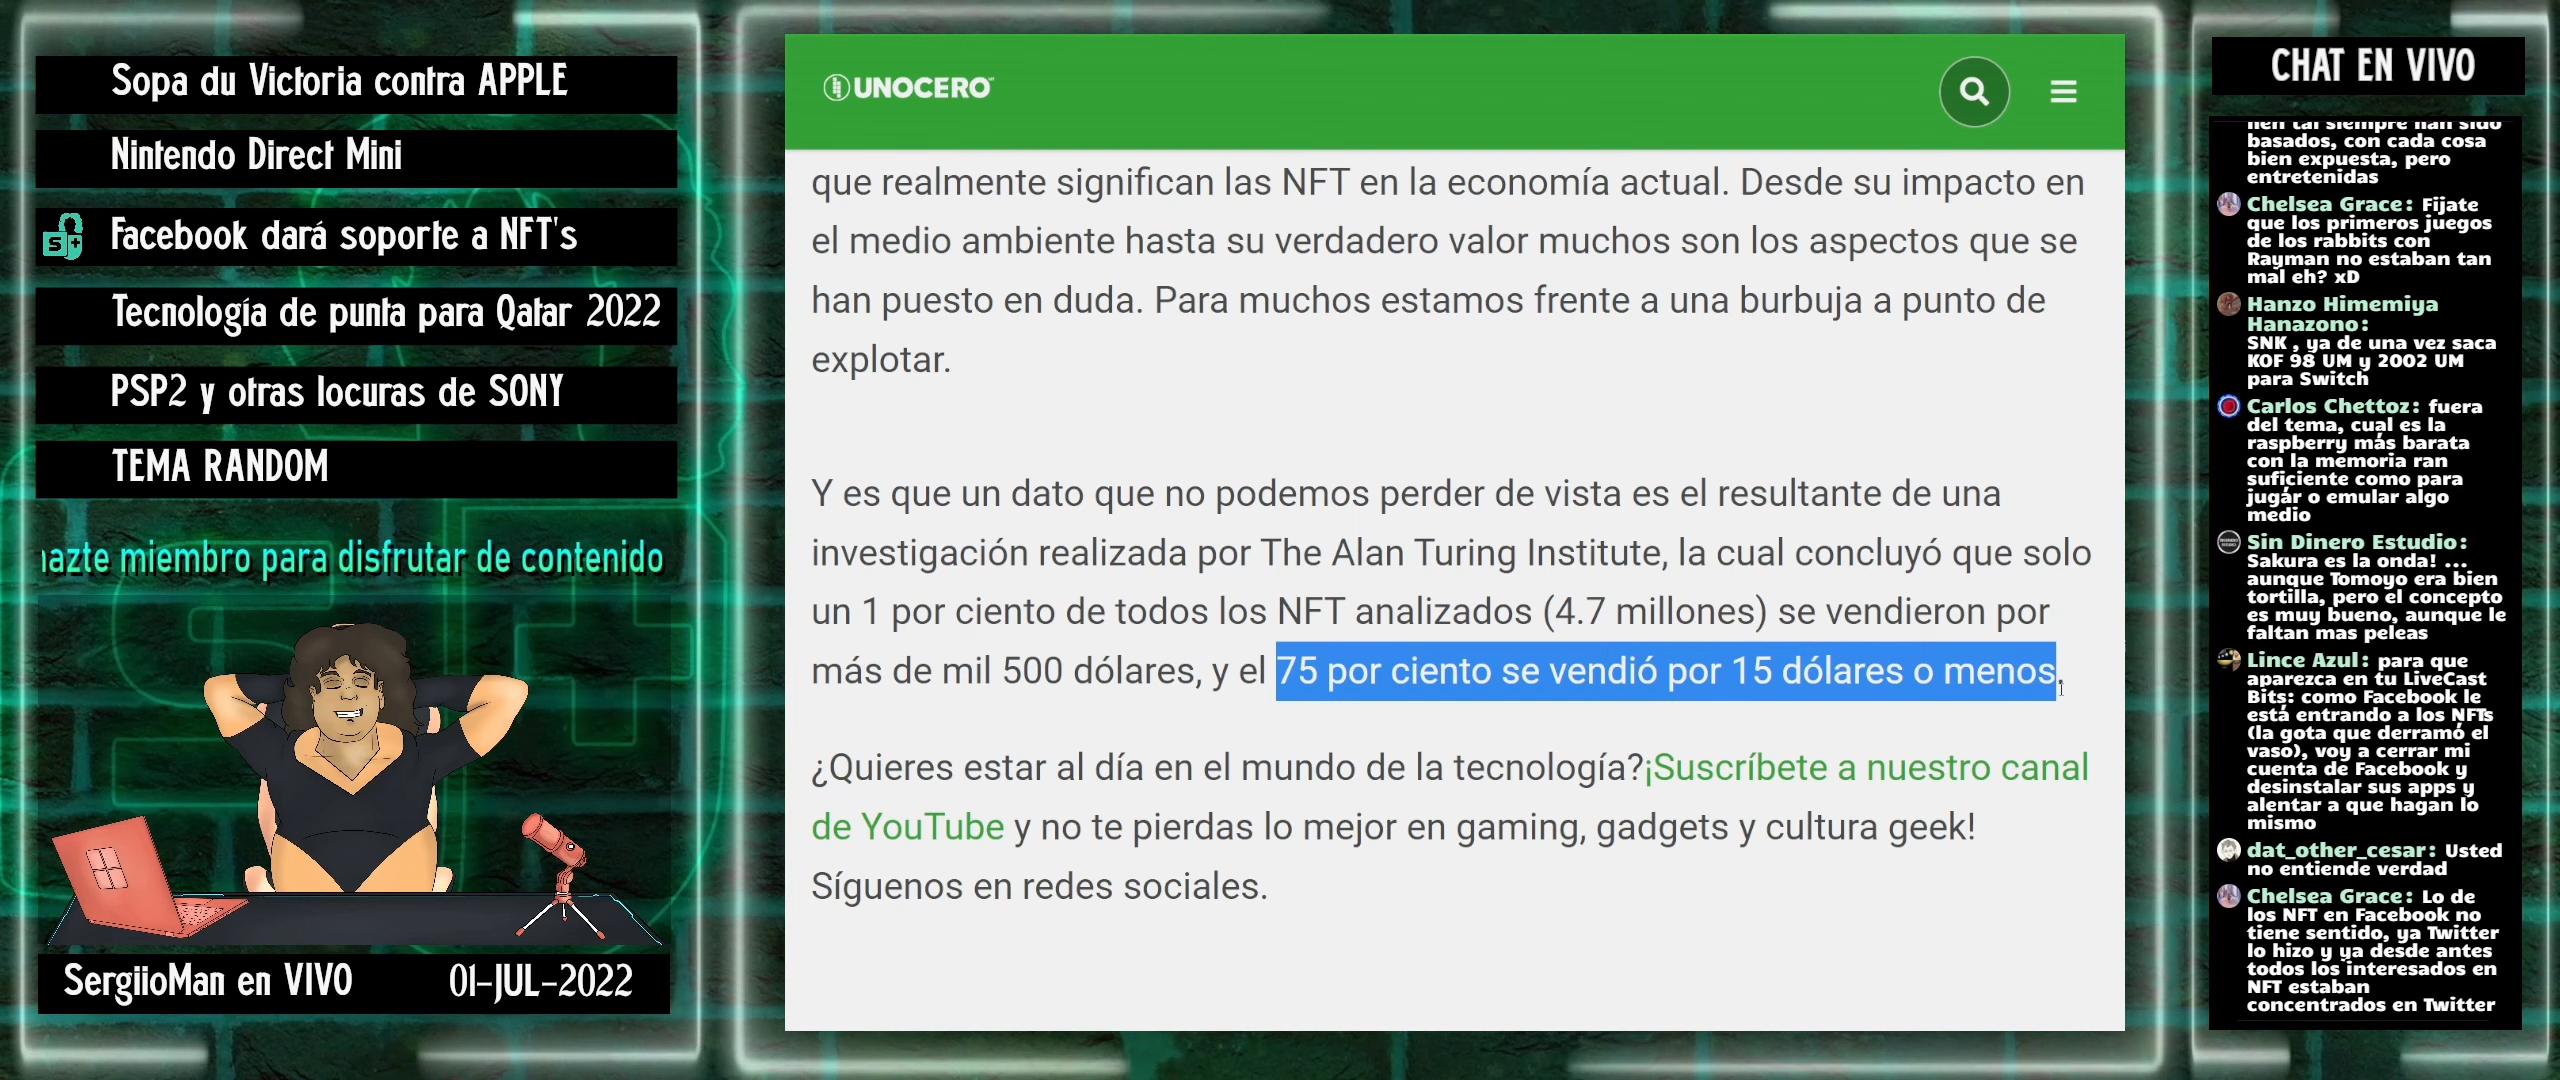 Sopa du Victoria contra APPLE
Nintendo Direct Mini
S+
Facebook dará soporte a NFT's
Tecnología de punta para Qatar 2022
PSP2 y otras locuras de SONY
TEMA RANDOM
hazte miembro para disfrutar de contenido
SergiioMan en VIVO
01-JUL-2022
UNOCERO
que realmente significan las NFT en la economía actual. Desde su impacto en
el medio ambiente hasta su verdadero valor muchos son los aspectos que se
han puesto en duda. Para muchos estamos frente a una burbuja a punto de
explotar.
Y es que un dato que no podemos perder de vista es el resultante de una
investigación realizada por The Alan Turing Institute, la cual concluyó que solo
un 1 por ciento de todos los NFT analizados (4.7 millones) se vendieron por
más de mil 500 dólares, y el 75 por ciento se vendió por 15 dólares o menos.
¿Quieres estar al día en el mundo de la tecnología?¡Suscríbete a nuestro canal
de YouTube y no te pierdas lo mejor en gaming, gadgets y cultura geek!
Síguenos en redes sociales.
CHAT EN VIVO
tal siempre han sido
basados, con cada cosa
bien expuesta, pero
entretenidas
Chelsea Grace: Fijate
que los primeros juegos
de los rabbits con
Rayman no estaban tan
mal eh? xD
Hanzo Himemiya
Hanazono:
SNK , ya de una vez saca
KOF 98 UM y 2002 UM
para Switch
Carlos Chettoz: fuera
del tema, cual es la
raspberry más barata
con la memoria ran
suficiente como para
jugar o emular algo
medio
Sin Dinero Estudio:
Sakura es la onda! ...
aunque Tomoyo era bien
tortilla, pero el concepto
es muy bueno, aunque le
faltan mas peleas
Lince Azul: para que
aparezca en tu LiveCast
Bits: como Facebook le
está entrando a los NFTs
(la gota que derramó el
vaso), voy a cerrar mi
cuenta de Facebook y
desinstalar sus apps y
alentar a que hagan lo
mismo
dat_other_cesar: Usted
no entiende verdad
Chelsea Grace: Lo de
los NFT en Facebook no
tiene sentido, ya Twitter
lo hizo y ya desde antes
todos los interesados en
NFT estaban
concentrados en Twitter